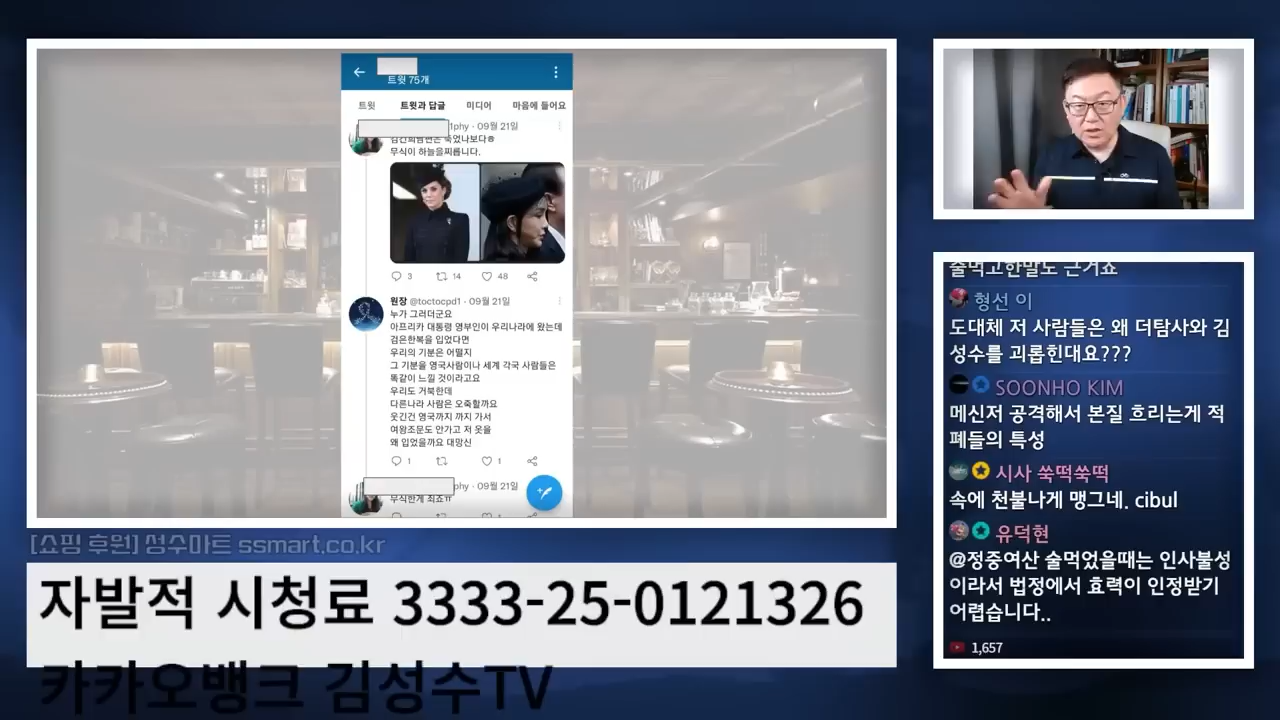 트윗 75개
트윗
트윗과 답글
미디어
마음에 들어요
1phy · 09월 21일
무식이 하늘을찌릅니다.
3
14
48
원장 @toctocpd1 · 09월 21일
누가 그러더군요
아프리카 대통령 영부인이 우리나라에 왔는데
검은한복을 입었다면
우리의 기분은 어떨지
그 기분을 영국사람이나 세계 각국 사람들은
똑같이 느낄 것이라고요
우리도 거북한데
다른나라 사람은 오죽할까요
웃긴건 영국까지 까지 가서
여왕조문도 안가고 저 옷을
왜 입었을까요 대망신
1
1
phy · 09월 21일
무식한게 죄죠ㅠ
[쇼핑 후원] 성수마트 ssmart.co.kr
자발적 시청료 3333-25-0121326
카카오뱅크 김성수TV
술먹고한말도 근거죠
형선 이
도대체 저 사람들은 왜 더탐사와 김
성수를 괴롭힌대요???
SOONHO KIM
메신저 공격해서 본질 흐리는게 적
폐들의 특성
시사 쑥떡쑥떡
속에 천불나게 맹그네. cibul
유덕현
@정중여산 술먹었을때는 인사불성
이라서 법정에서 효력이 인정받기
어렵습니다..
1,657